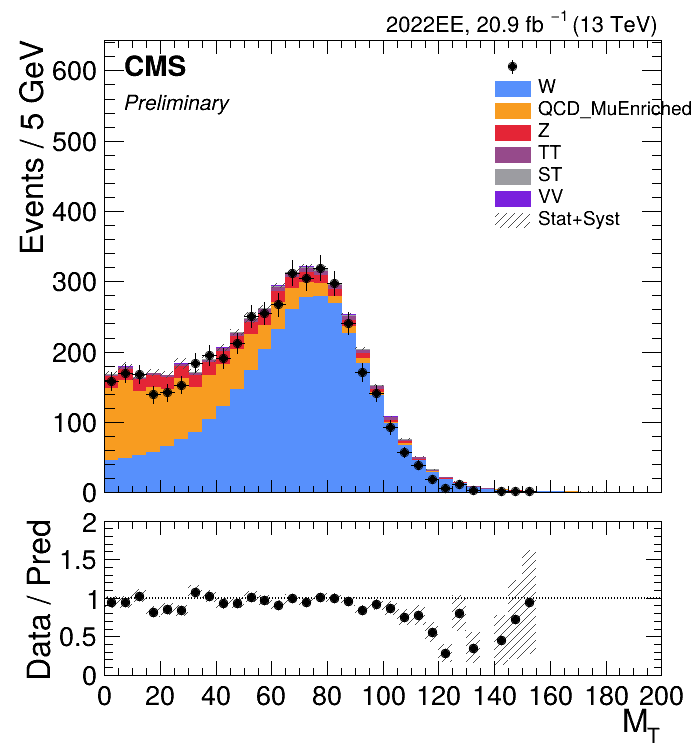 2022EE, 20.9 fb ⁻¹ (13 TeV)
Events / 5 GeV
CMS
Preliminary
W
QCD_MuEnriched
Z
TT
ST
VV
Stat+Syst
600
500
400
300
200
100
0
Data / Pred
2
1.5
1
0.5
0
0 20 40 60 80 100 120 140 160 180 200
M_T